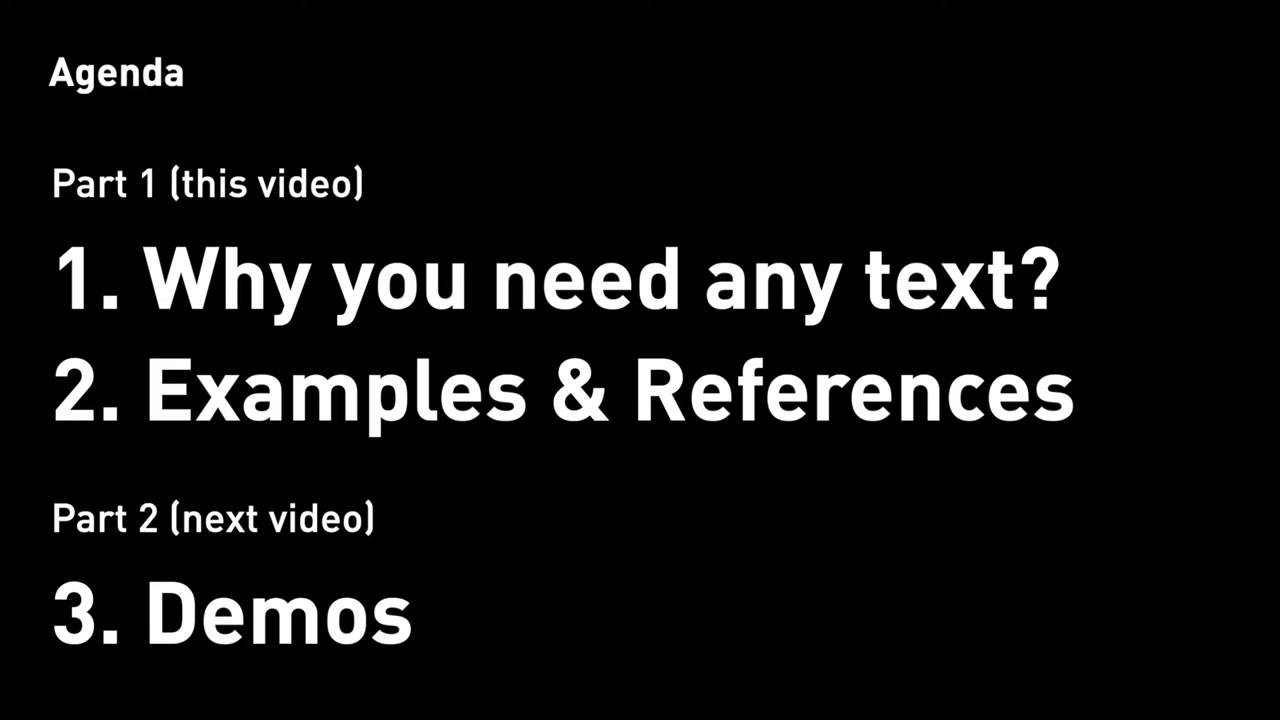 Agenda
Part 1 (this video)
1. Why you need any text?
2. Examples & References
Part 2 (next video)
3. Demos